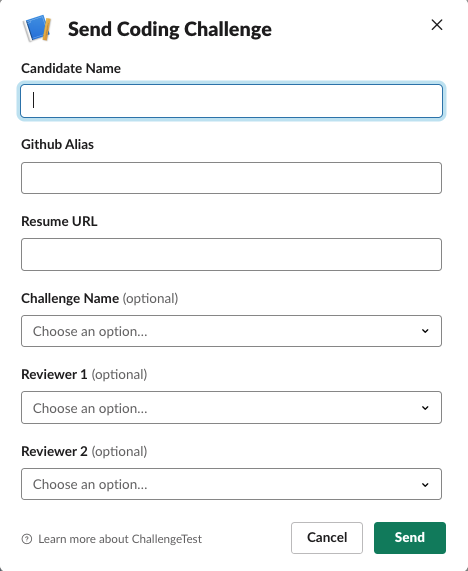 Send Coding Challenge
Candidate Name
Github Alias
Resume URL
Challenge Name (optional)
Choose an option...
Reviewer 1 (optional)
Choose an option...
Reviewer 2 (optional)
Choose an option...
Learn more about ChallengeTest
Cancel
Send